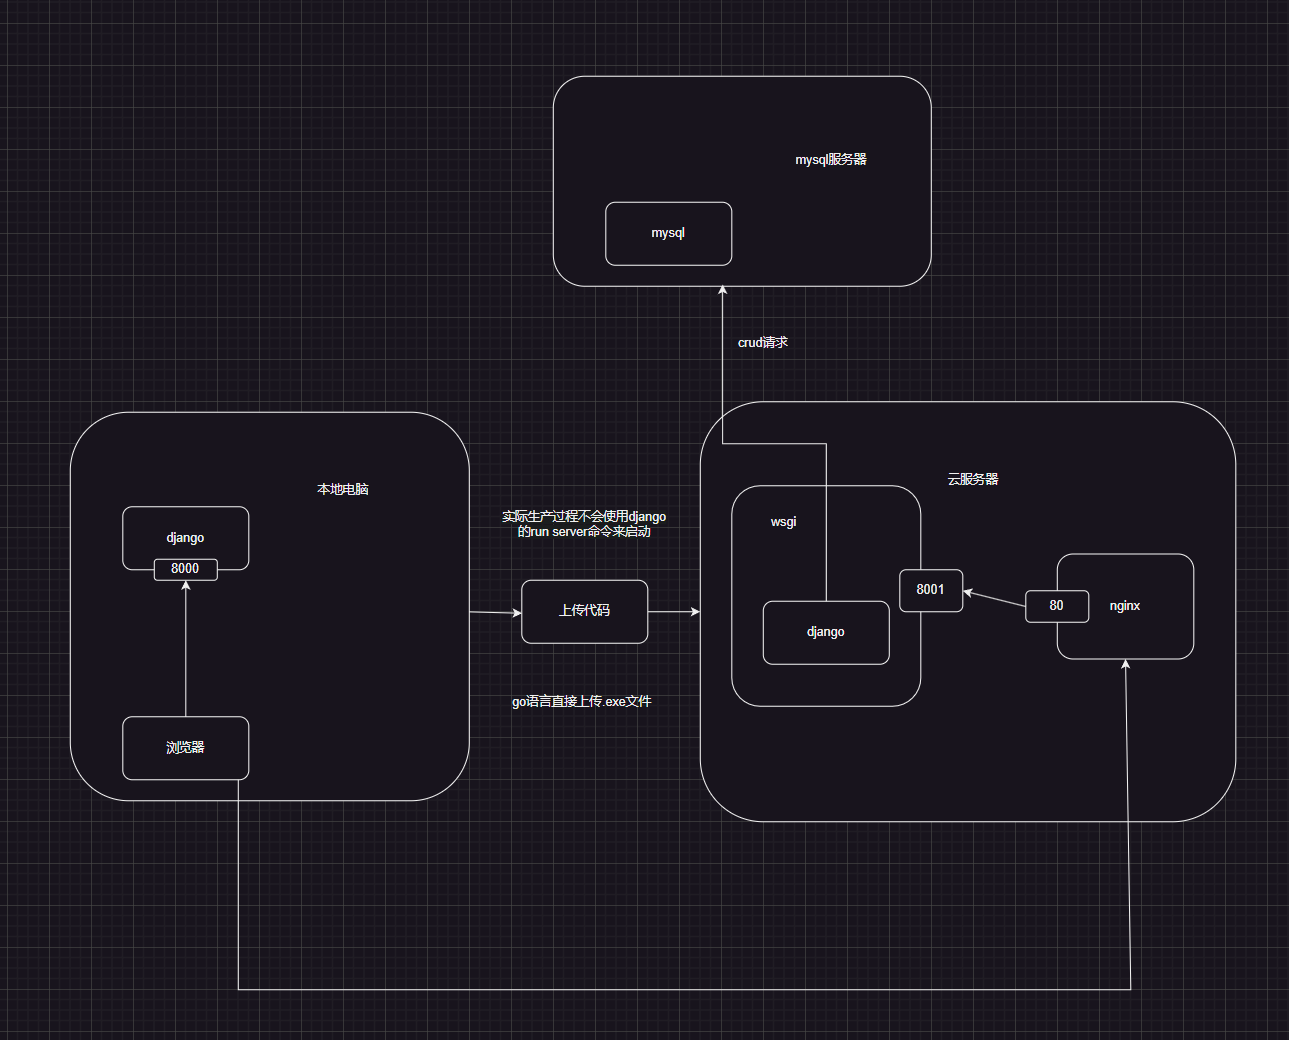 mysql服务器
mysql
crud请求
本地电脑
django
8000
浏览器
实际生产过程不会使用django
的run server命令来启动
上传代码
go语言直接上传.exe文件
云服务器
wsgi
8001
django
80
nginx